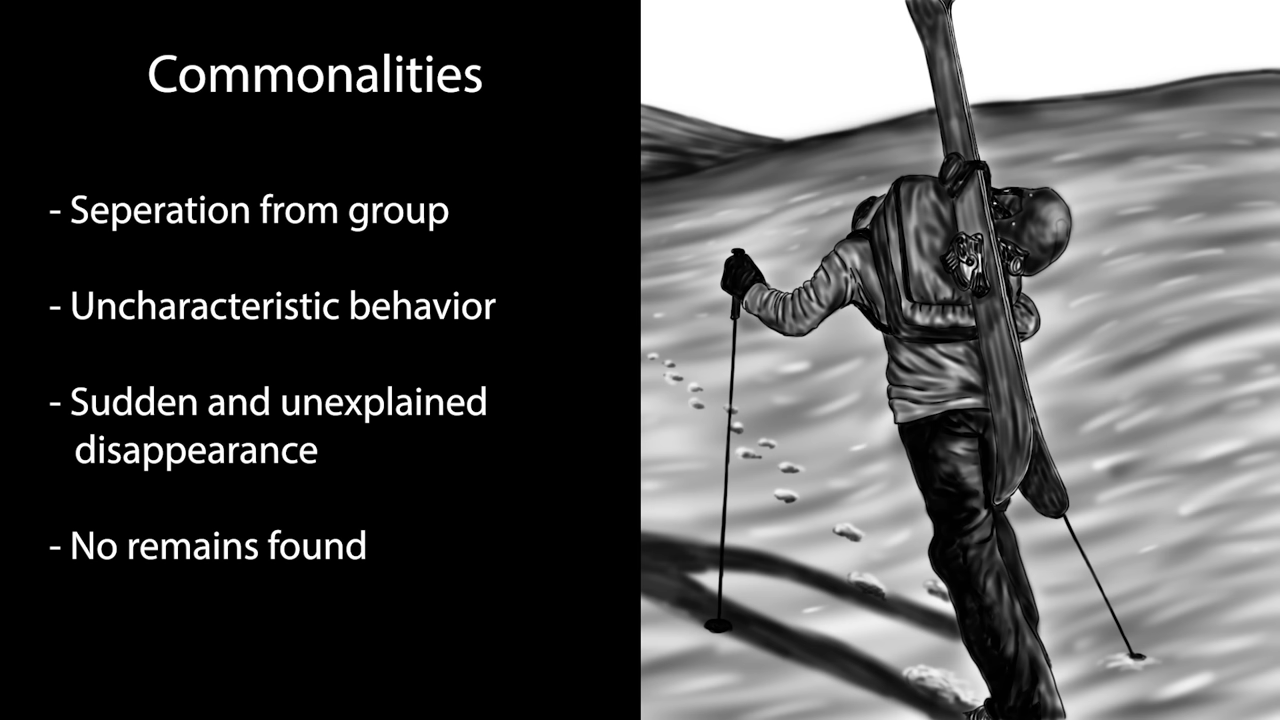 Commonalities
- Seperation from group
- Uncharacteristic behavior
- Sudden and unexplained
disappearance
- No remains found